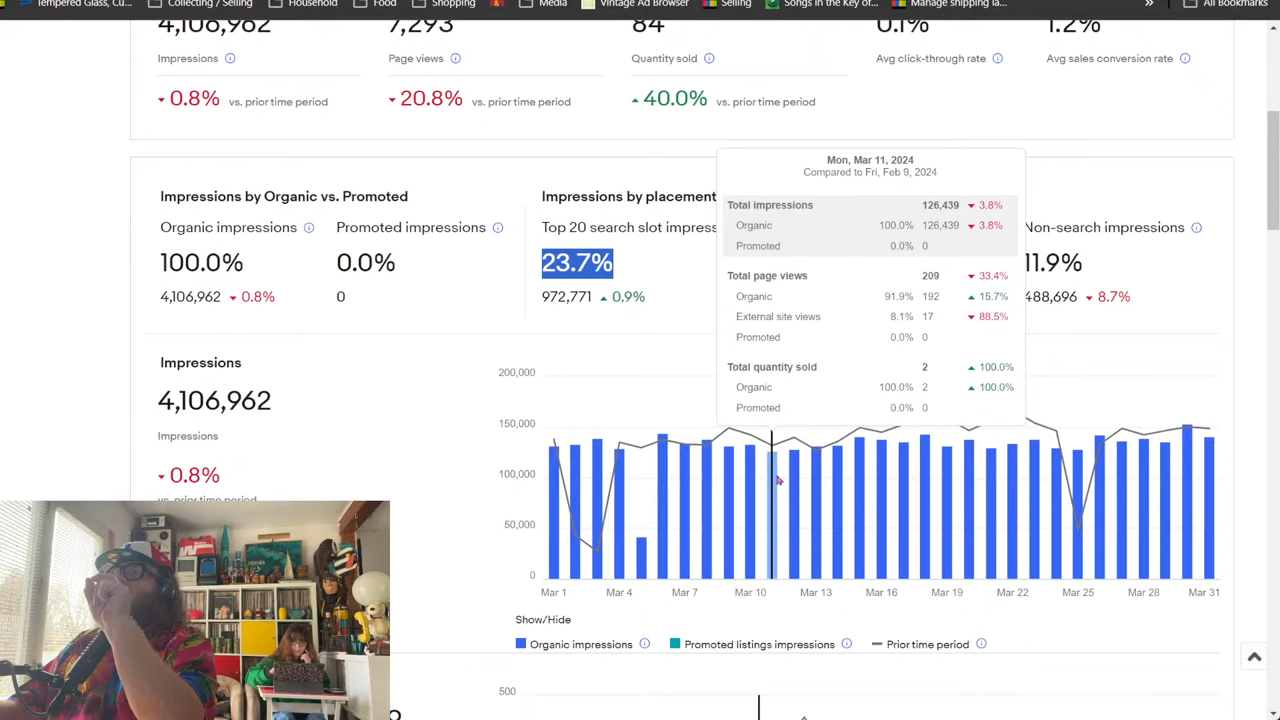 Tempered Glass, Cu... Collecting / Selling Household Food Shopping Media Vintage Ad Browser Selling Songs in the Key of... Manage shipping la... » All Bookmarks
4,106,962 7,293 84 0.1% 1.2%
Impressions Page views Quantity sold Avg click-through rate Avg sales conversion rate
0.8% vs. prior time period 20.8% vs. prior time period 40.0% vs. prior time period
Mon, Mar 11, 2024
Compared to Fri, Feb 9, 2024
Total impressions 126,439 3.8%
Organic 100.0% 126,439 3.8%
Promoted 0.0% 0
Total page views 209 33.4%
Organic 91.9% 192 15.7%
External site views 8.1% 17 88.5%
Promoted 0.0% 0
Total quantity sold 2 100.0%
Organic 100% 2 100.0%
Promoted 0.0% 0
Impressions by Organic vs. Promoted
Organic impressions Promoted impressions
100.0% 0.0%
4,106,962 0.8% 0
Impressions by placement
Top 20 search slot impress
23.7%
972,771 0.9%
Non-search impressions
11.9%
488,696 8.7%
Impressions
4,106,962
Impressions
0.8%
vs. prior time period
200,000
150,000
100,000
50,000
0
Mar 1 Mar 4 Mar 7 Mar 10 Mar 13 Mar 16 Mar 19 Mar 22 Mar 25 Mar 28 Mar 31
Show/Hide
Organic impressions Promoted listings impressions Prior time period
500